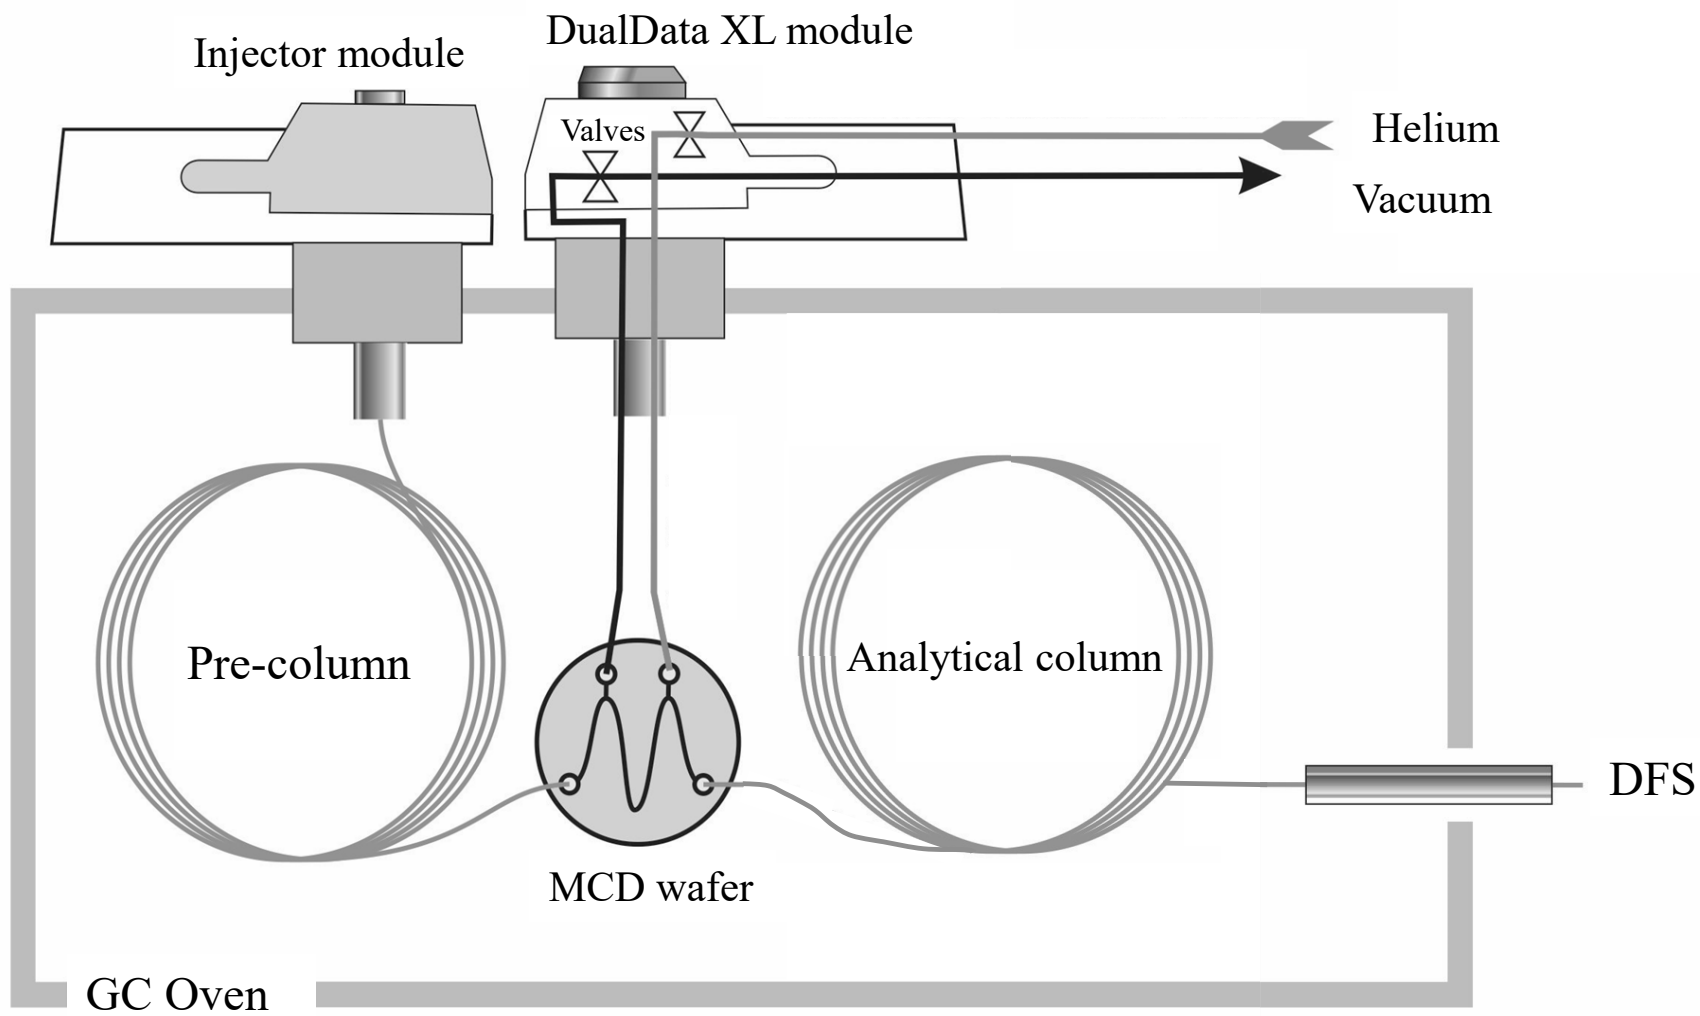 Injector module
DualData XL module
Valves
Helium
Vacuum
Pre-column
Analytical column
DFS
MCD wafer
GC Oven